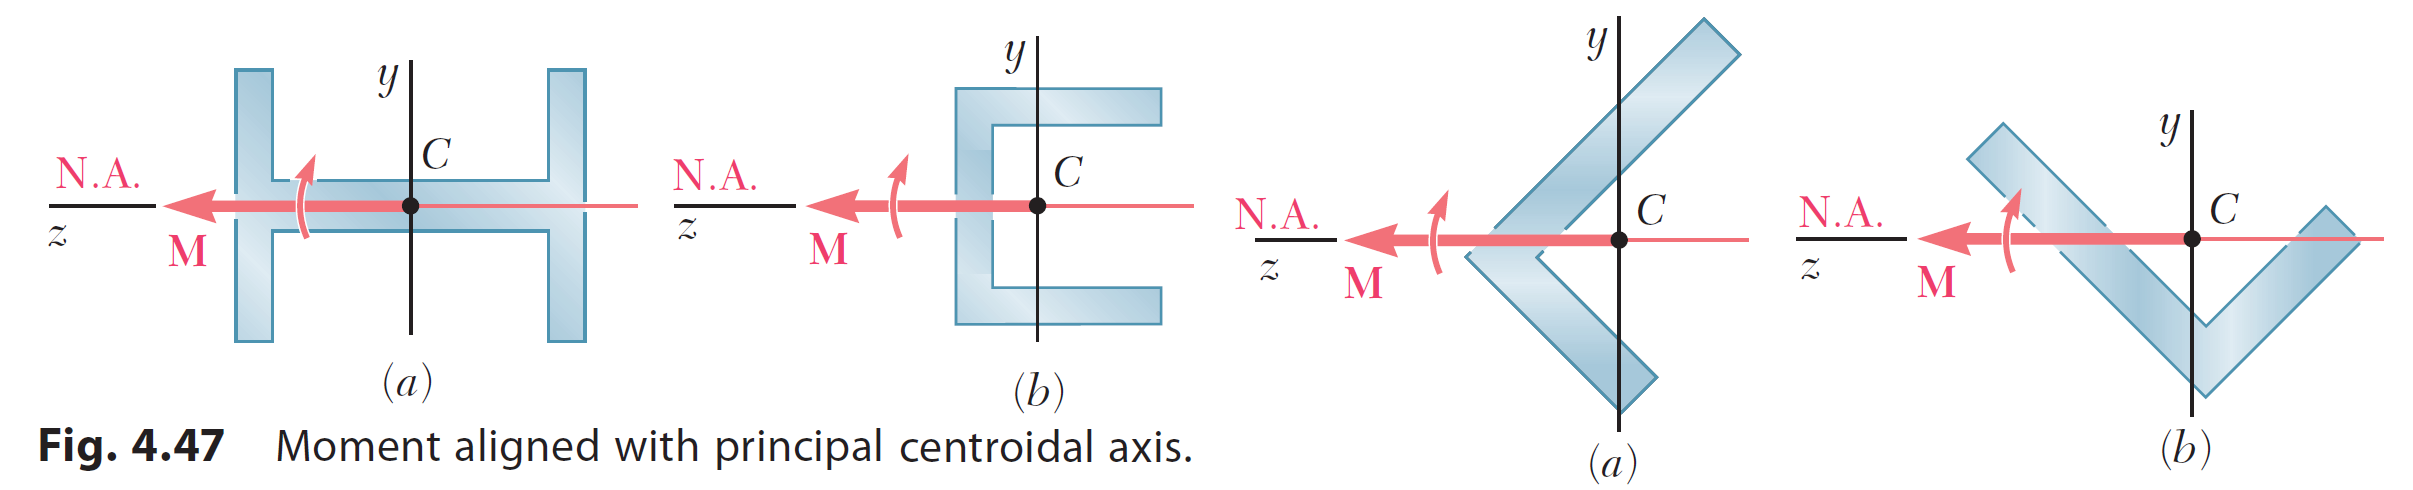 y
C
N.A.
z
M
(a)
y
C
N.A.
z
M
(b)
Fig. 4.47 Moment aligned with principal centroidal axis.
y
C
N.A.
z
M
(a)
y
C
N.A.
z
M
(b)